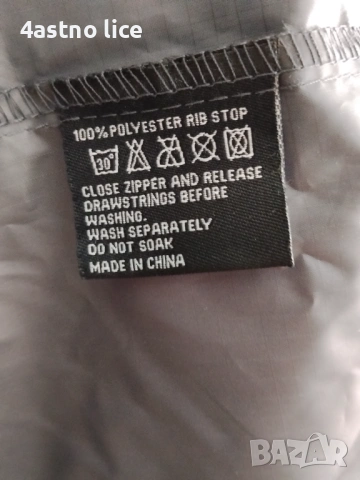 4astno lice
100% POLYESTER RIB STOP
30°
CLOSE ZIPPER AND RELEASE
DRAWSTRINGS BEFORE
WASHING.
WASH SEPARATELY
DO NOT SOAK
MADE IN CHINA
BAZAR